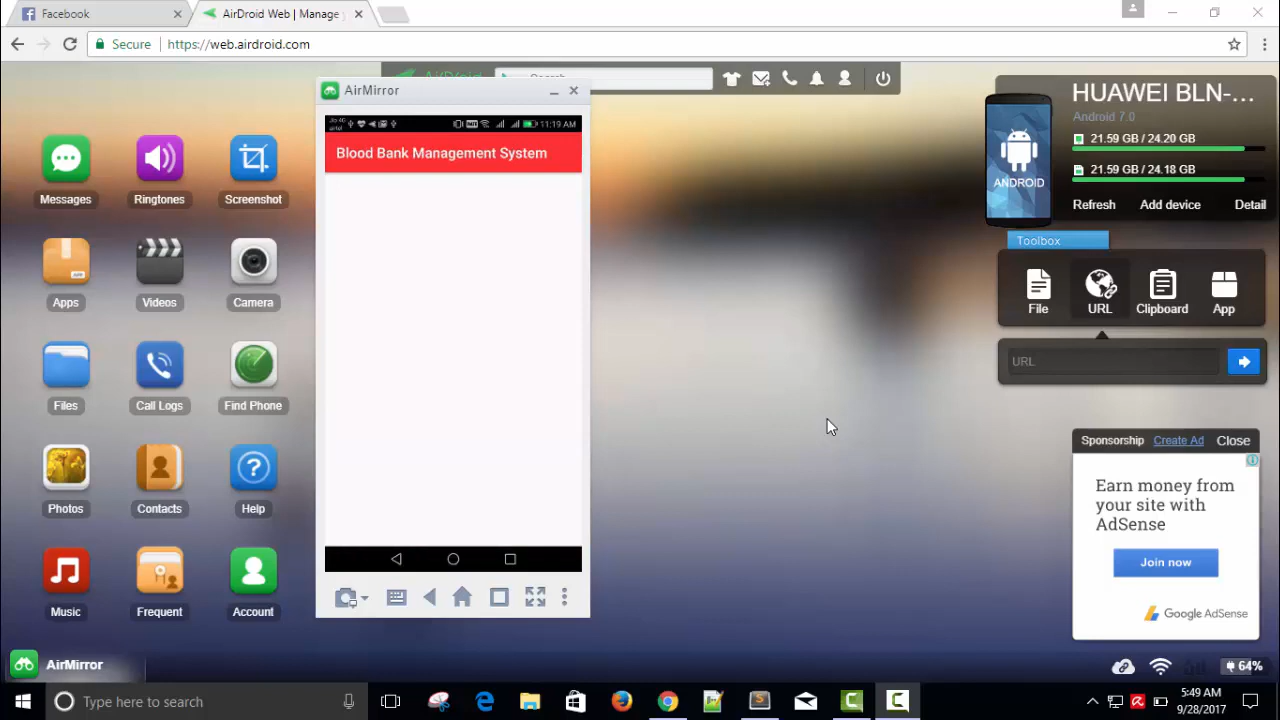 Facebook
AirDroid Web | Manage
Secure
https://web.airdroid.com
AirDroid
Search
AirMirror
11:19 AM
Blood Bank Management System
Messages
Ringtones
Screenshot
Apps
Videos
Camera
Files
Call Logs
Find Phone
Photos
Contacts
Help
Music
Frequent
Account
HUAWEI BLN-...
Android 7.0
21.59 GB / 24.20 GB
21.59 GB / 24.18 GB
ANDROID
Refresh Add device Detail
Toolbox
File URL Clipboard App
URL
Sponsorship Create Ad Close
Earn money from
your site with
AdSense
Join now
Google AdSense
AirMirror
64%
Type here to search
5:49 AM
9/28/2017